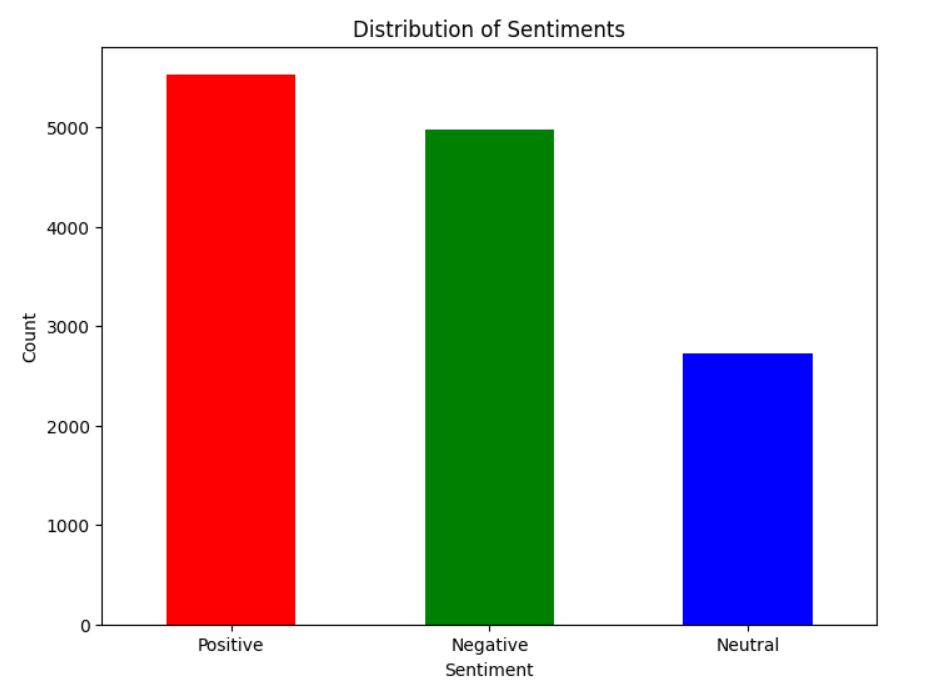 Distribution of Sentiments
Count
5000
4000
3000
2000
1000
0
Positive Negative Neutral
Sentiment